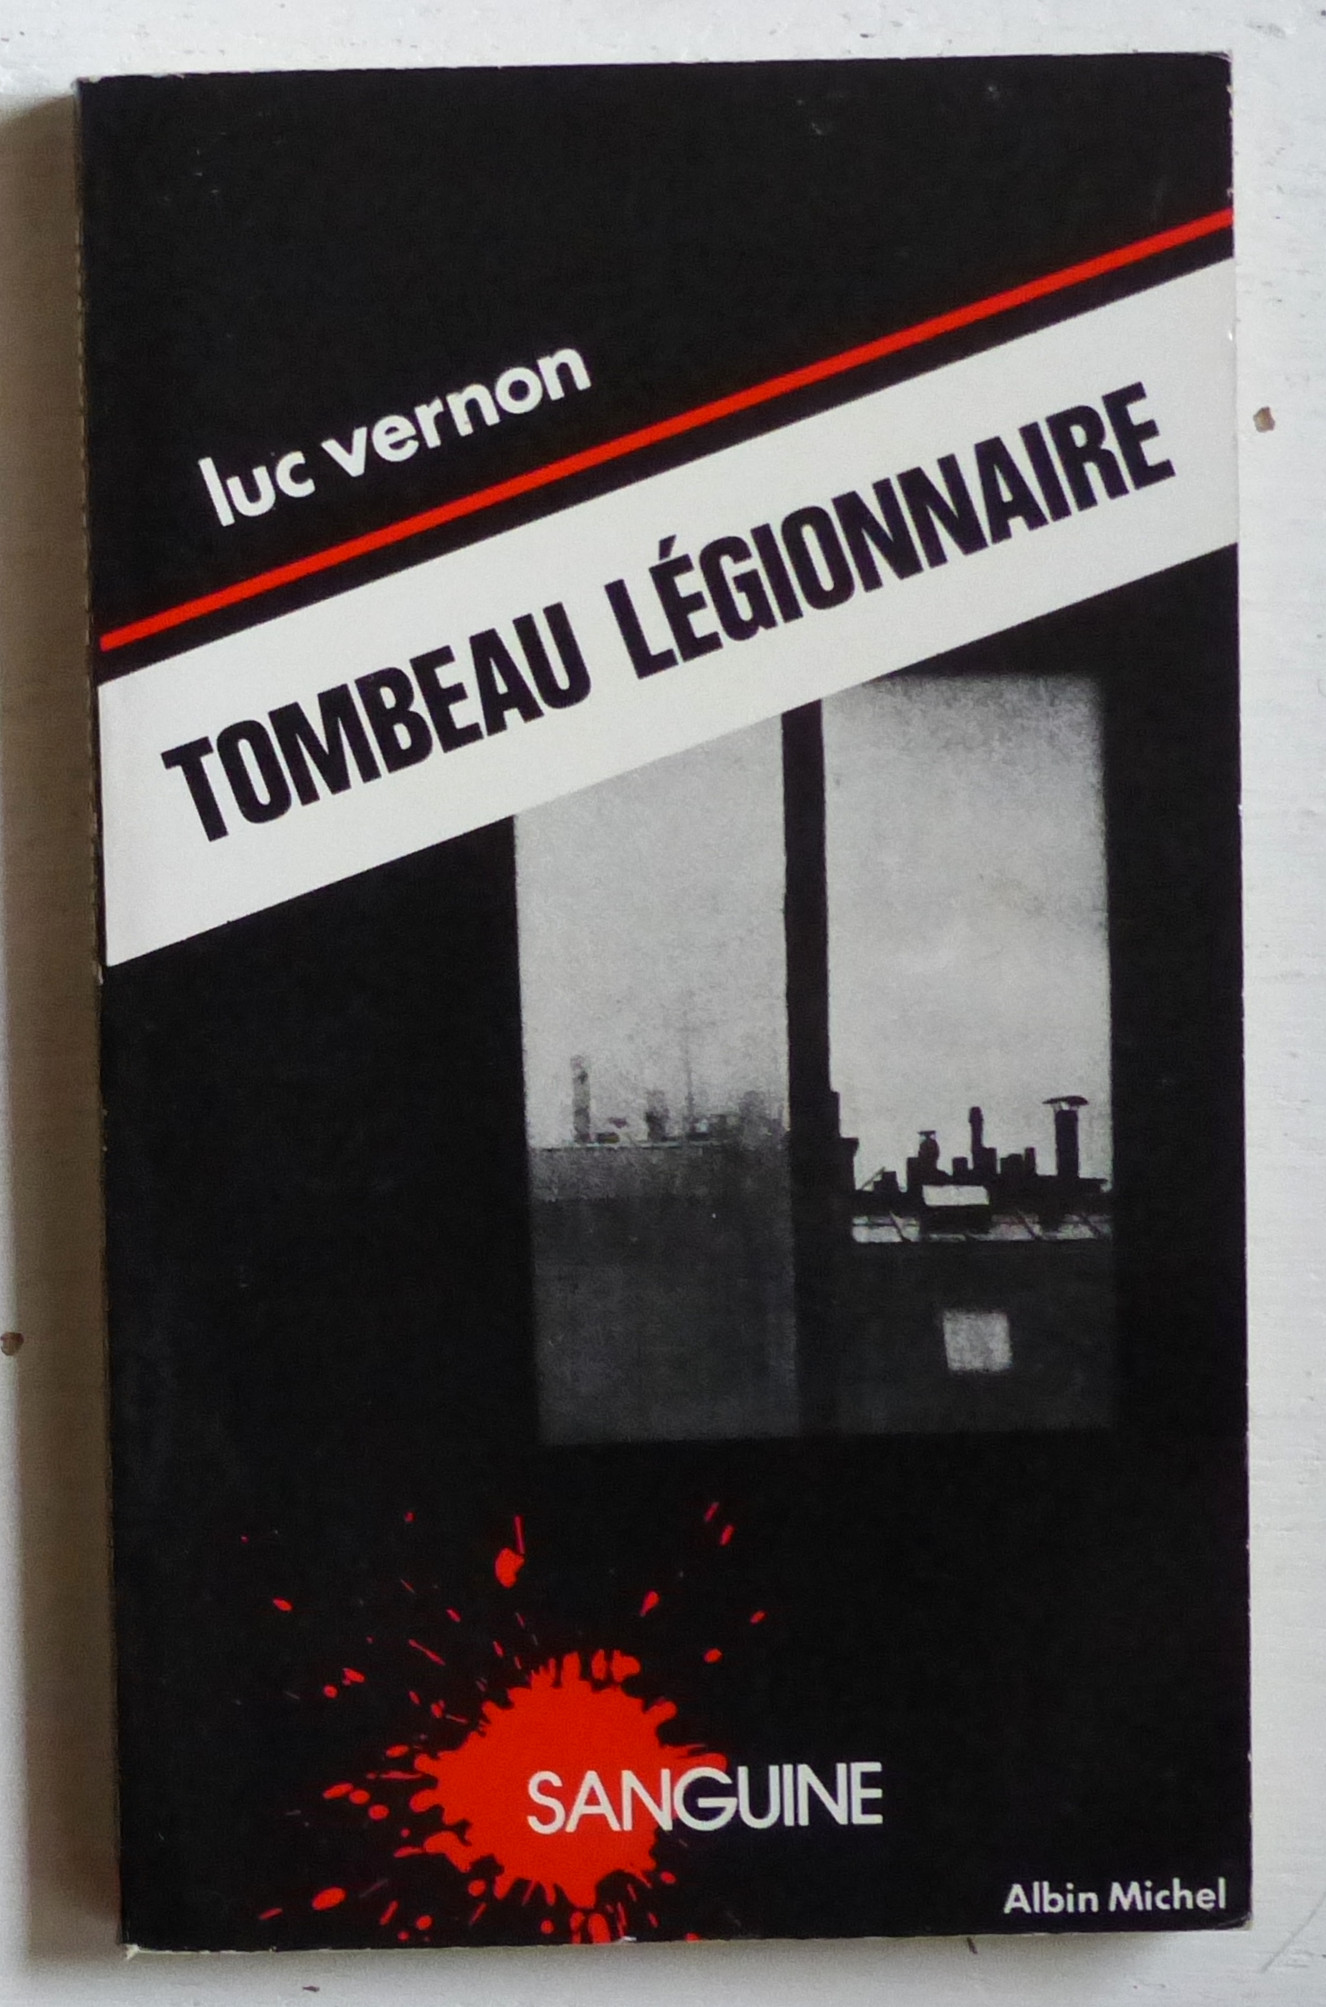 luc vernon
TOMBEAU LÉGIONNAIRE
SANGUINE
Albin Michel